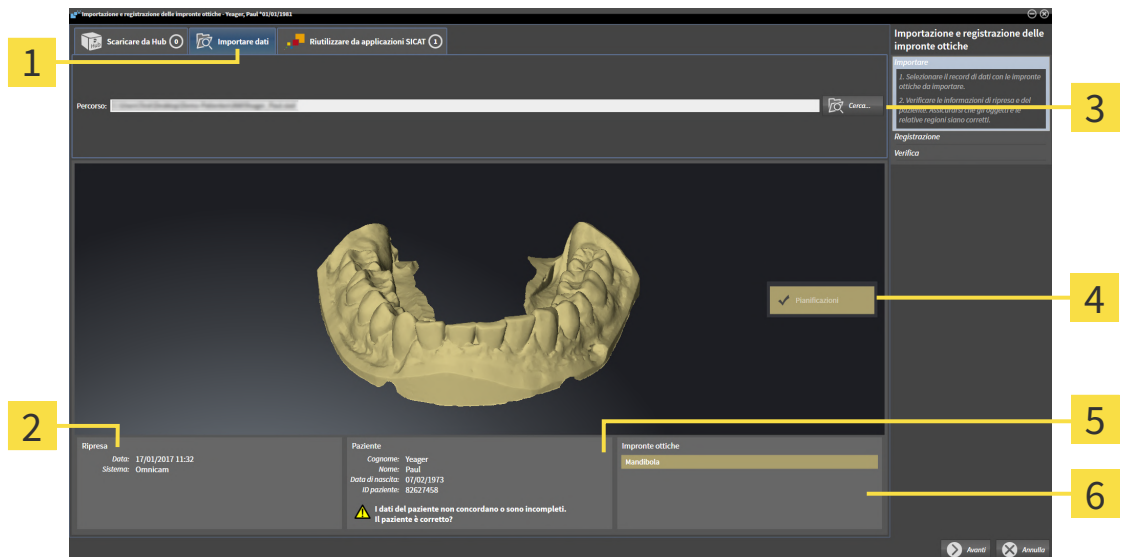 Importazione e registrazione delle impronte ottiche - Yeager, Paul *01/01/1961
Scaricare da Hub 0
Importare dati
Riutilizzare da applicazioni SICAT 1
Importazione e registrazione delle
impronte ottiche
Importare
1. Selezionare il record di dati con le impronte
ottiche da importare.
2. Verificare le informazioni di ripresa e del
paziente. Assicurarsi che gli oggetti e le
relative regioni siano corretti.
Registrazione
Verifica
1
Percorso:
Cerca...
3
Pianificazioni
4
2
Ripresa
Data: 17/01/2017 11:32
Sistema: Omnicam
Paziente
Cognome: Yeager
Nome: Paul
Data di nascita: 07/02/1973
ID paziente: 82627458
I dati del paziente non concordano o sono incompleti.
Il paziente è corretto?
5
Impronte ottiche
Mandibola
6
Avanti
Annulla